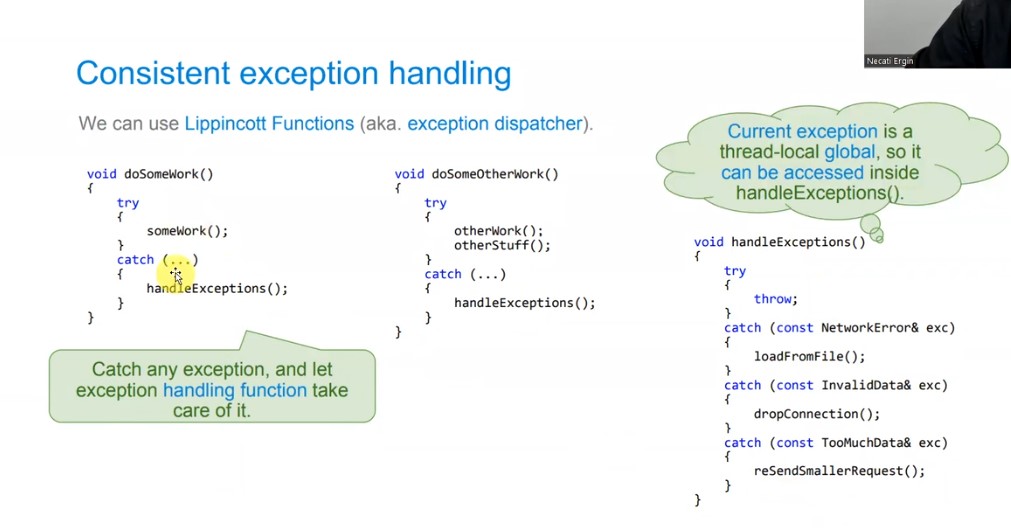 Necati Ergin
Consistent exception handling
We can use Lippincott Functions (aka. exception dispatcher).
void doSomeWork()
{
try
{
someWork();
}
catch (...)
{
handleExceptions();
}
}
Catch any exception, and let
exception handling function take
care of it.
void doSomeOtherWork()
{
try
{
otherWork();
otherStuff();
}
catch (...)
{
handleExceptions();
}
}
Current exception is a
thread-local global, so it
can be accessed inside
handleExceptions().
void handleExceptions()
{
try
{
throw;
}
catch (const NetworkError& exc)
{
loadFromFile();
}
catch (const InvalidData& exc)
{
dropConnection();
}
catch (const TooMuchData& exc)
{
reSendSmallerRequest();
}
}